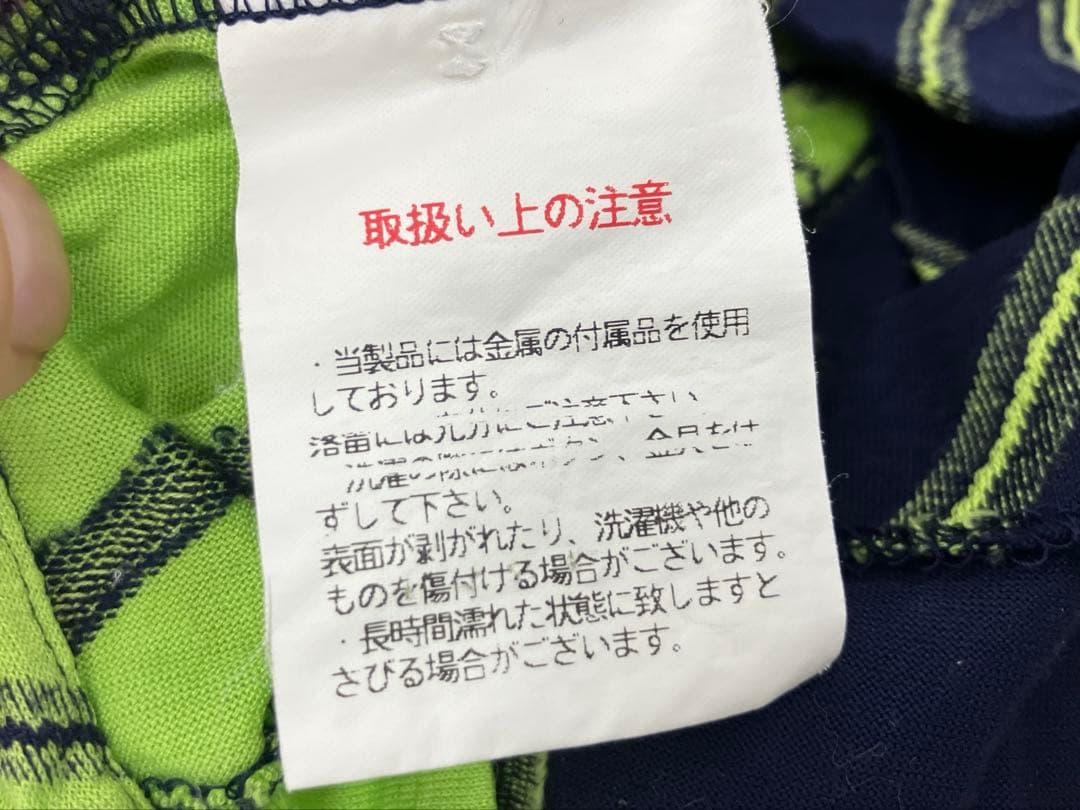 取扱い上の注意
・当製品には金属の付属品を使用
しております。
には
ずして下さい。
表面が剥がれたり、洗濯機や他の
ものを傷付ける場合がございます。
・長時間濡れた状態に致しますと
さびる場合がございます。